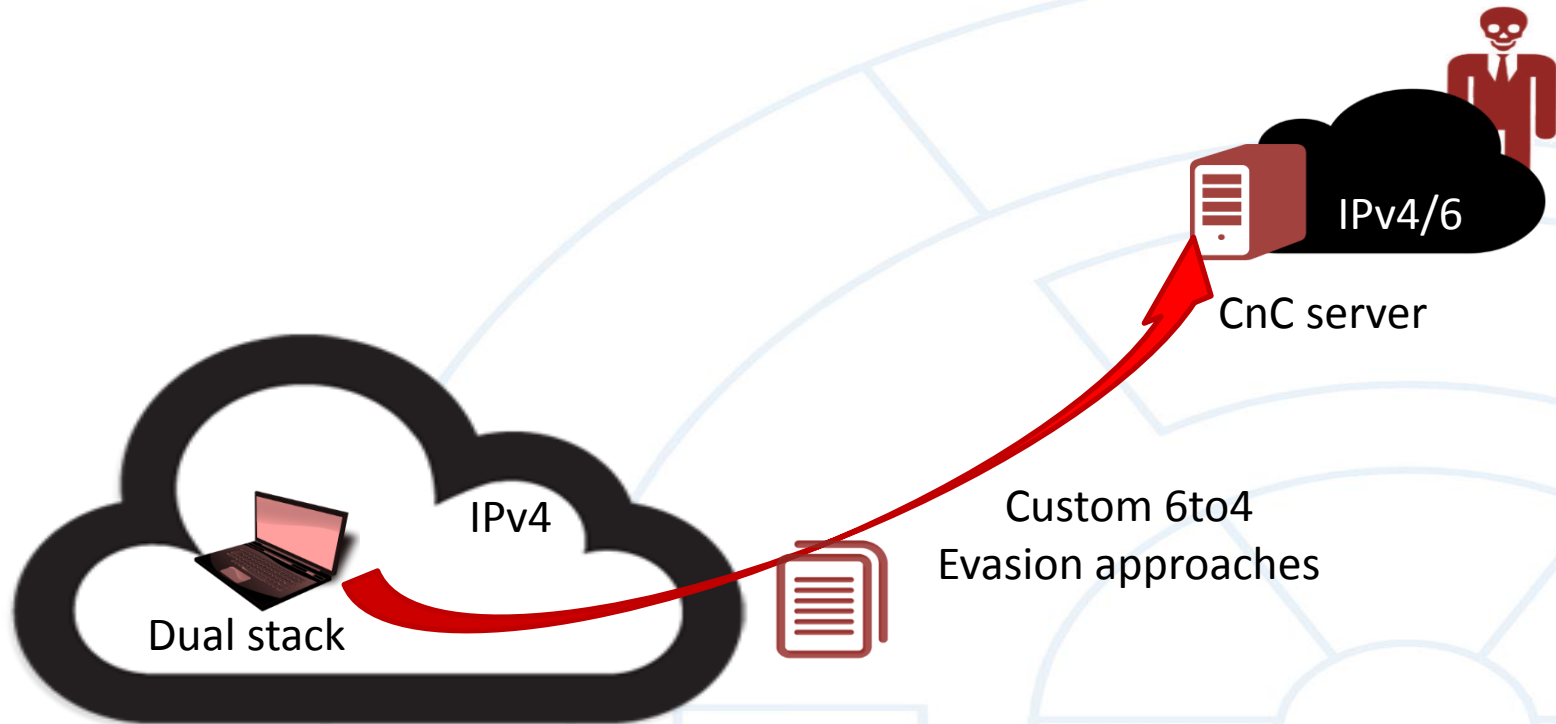 IPv4/6
CnC server
IPv4
Custom 6to4
Evasion approaches
Dual stack